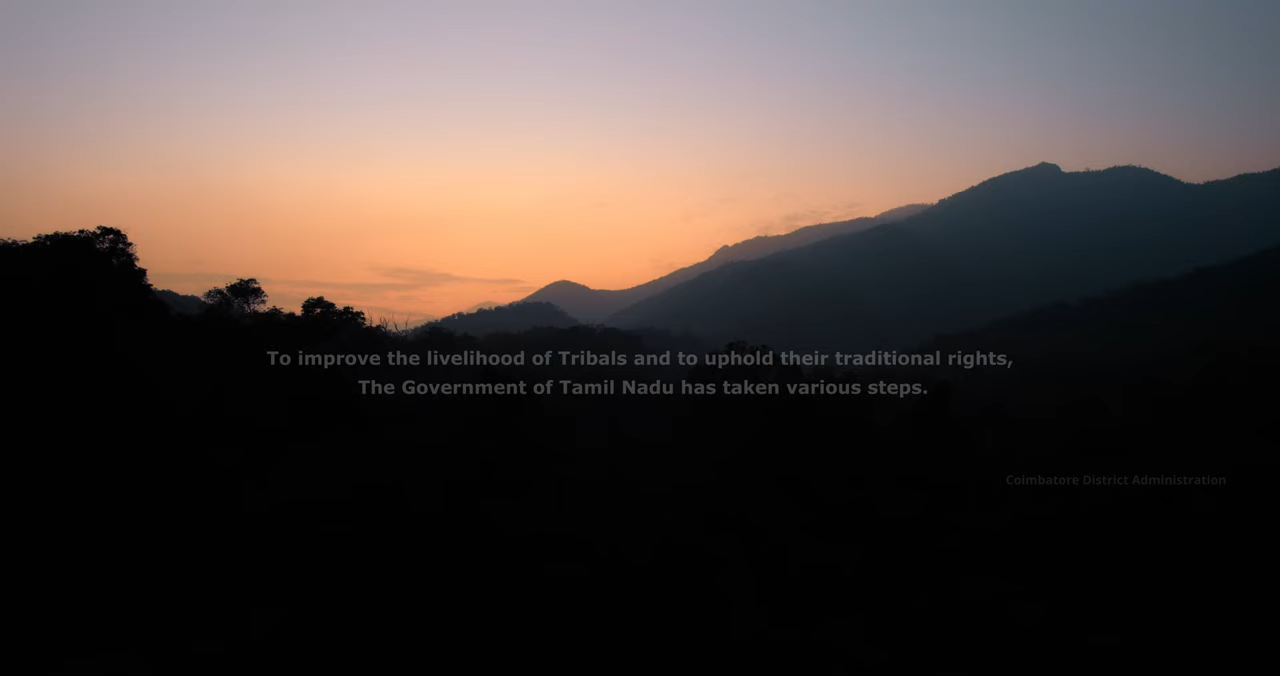 To improve the livelihood of Tribals and to uphold their traditional rights,
The Government of Tamil Nadu has taken various steps.
Coimbatore District Administration